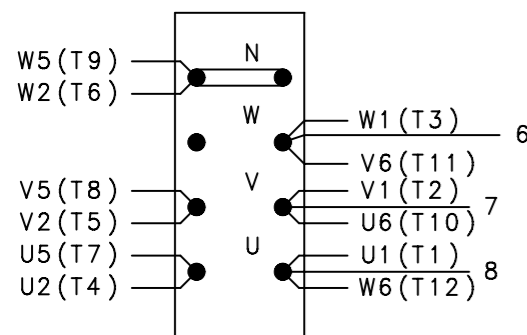 N
W5(T9)
W2(T6)
W
W1(T3)
6
V6(T11)
V
V5(T8)
V1(T2)
7
V2(T5)
U6(T10)
U
U5(T7)
U1(T1)
8
U2(T4)
W6(T12)